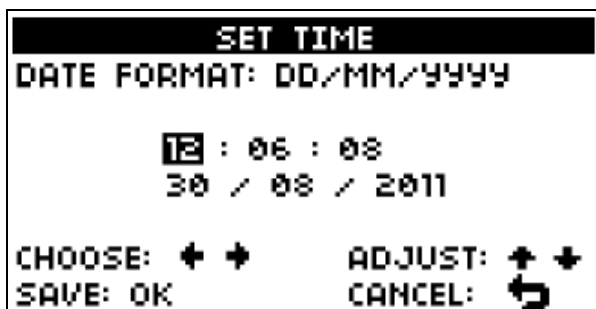 SET TIME
DATE FORMAT: DD/MM/YYYY
12 : 06 : 08
30 / 08 / 2011
CHOOSE: ← → ADJUST: ↑ ↓
SAVE: OK CANCEL: ↩